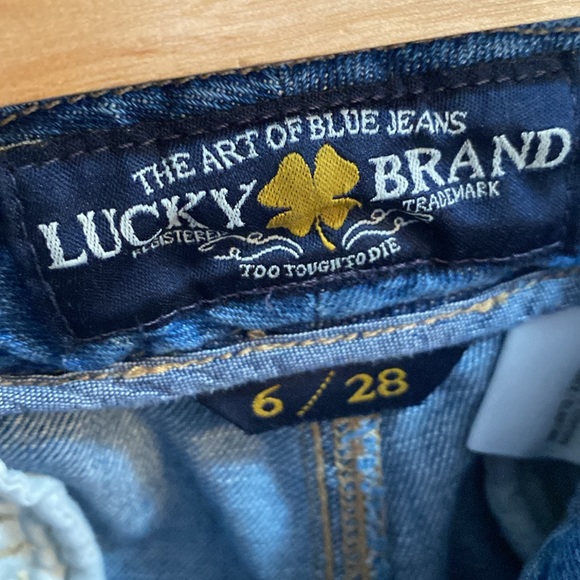 THE ART OF BLUE JEANS
LUCKY BRAND
REGISTERED TRADEMARK
TOO TOUGH TO DIE
6 / 28